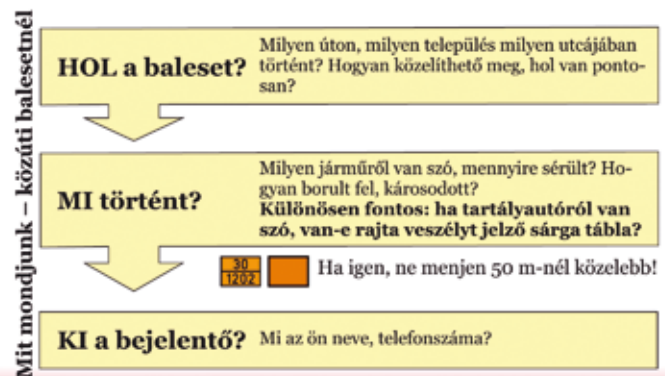 Mit mondjunk – közúti balesetnél
HOL a baleset?
Milyen úton, milyen település milyen utcájában
történt? Hogyan közelíthető meg, hol van ponto-
san?
MI történt?
Milyen járműről van szó, mennyire sérült? Ho-
gyan borult fel, károsodott?
Különösen fontos: ha tartályautóról van
szó, van-e rajta veszélyt jelző sárga tábla?
30
1202
Ha igen, ne menjen 50 m-nél közelebb!
KI a bejelentő?
Mi az ön neve, telefonszáma?